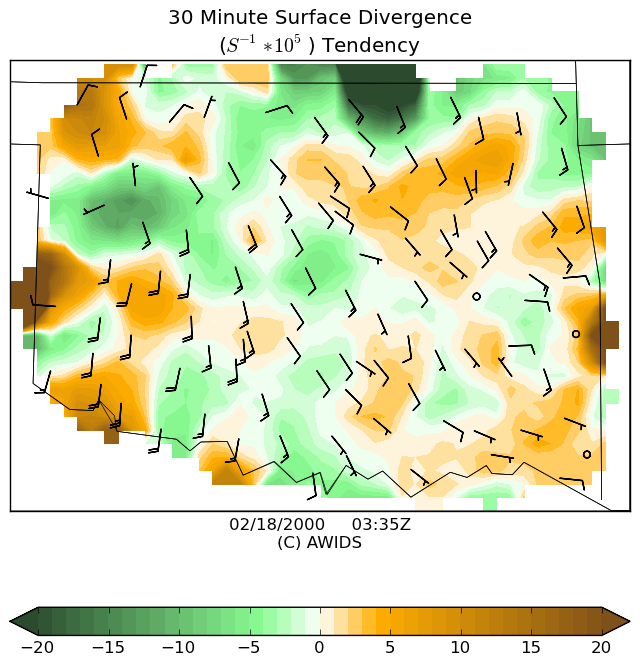 30 Minute Surface Divergence
(S⁻¹ * 10⁵ ) Tendency
02/18/2000 03:35Z
(C) AWIDS
−20 −15 −10 −5 0 5 10 15 20